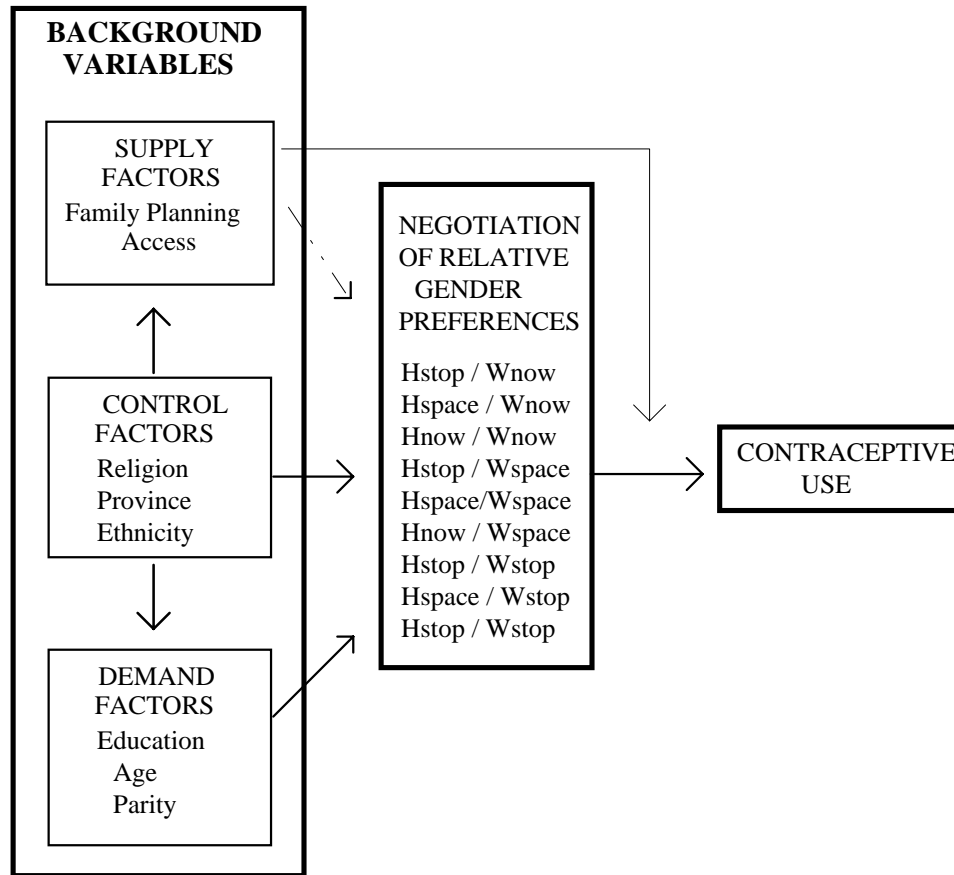 BACKGROUND
VARIABLES
SUPPLY
FACTORS
Family Planning
Access
CONTROL
FACTORS
Religion
Province
Ethnicity
DEMAND
FACTORS
Education
Age
Parity
NEGOTIATION
OF RELATIVE
GENDER
PREFERENCES
Hstop / Wnow
Hspace / Wnow
Hnow / Wnow
Hstop / Wspace
Hspace/Wspace
Hnow / Wspace
Hstop / Wstop
Hspace / Wstop
Hstop / Wstop
CONTRACEPTIVE
USE